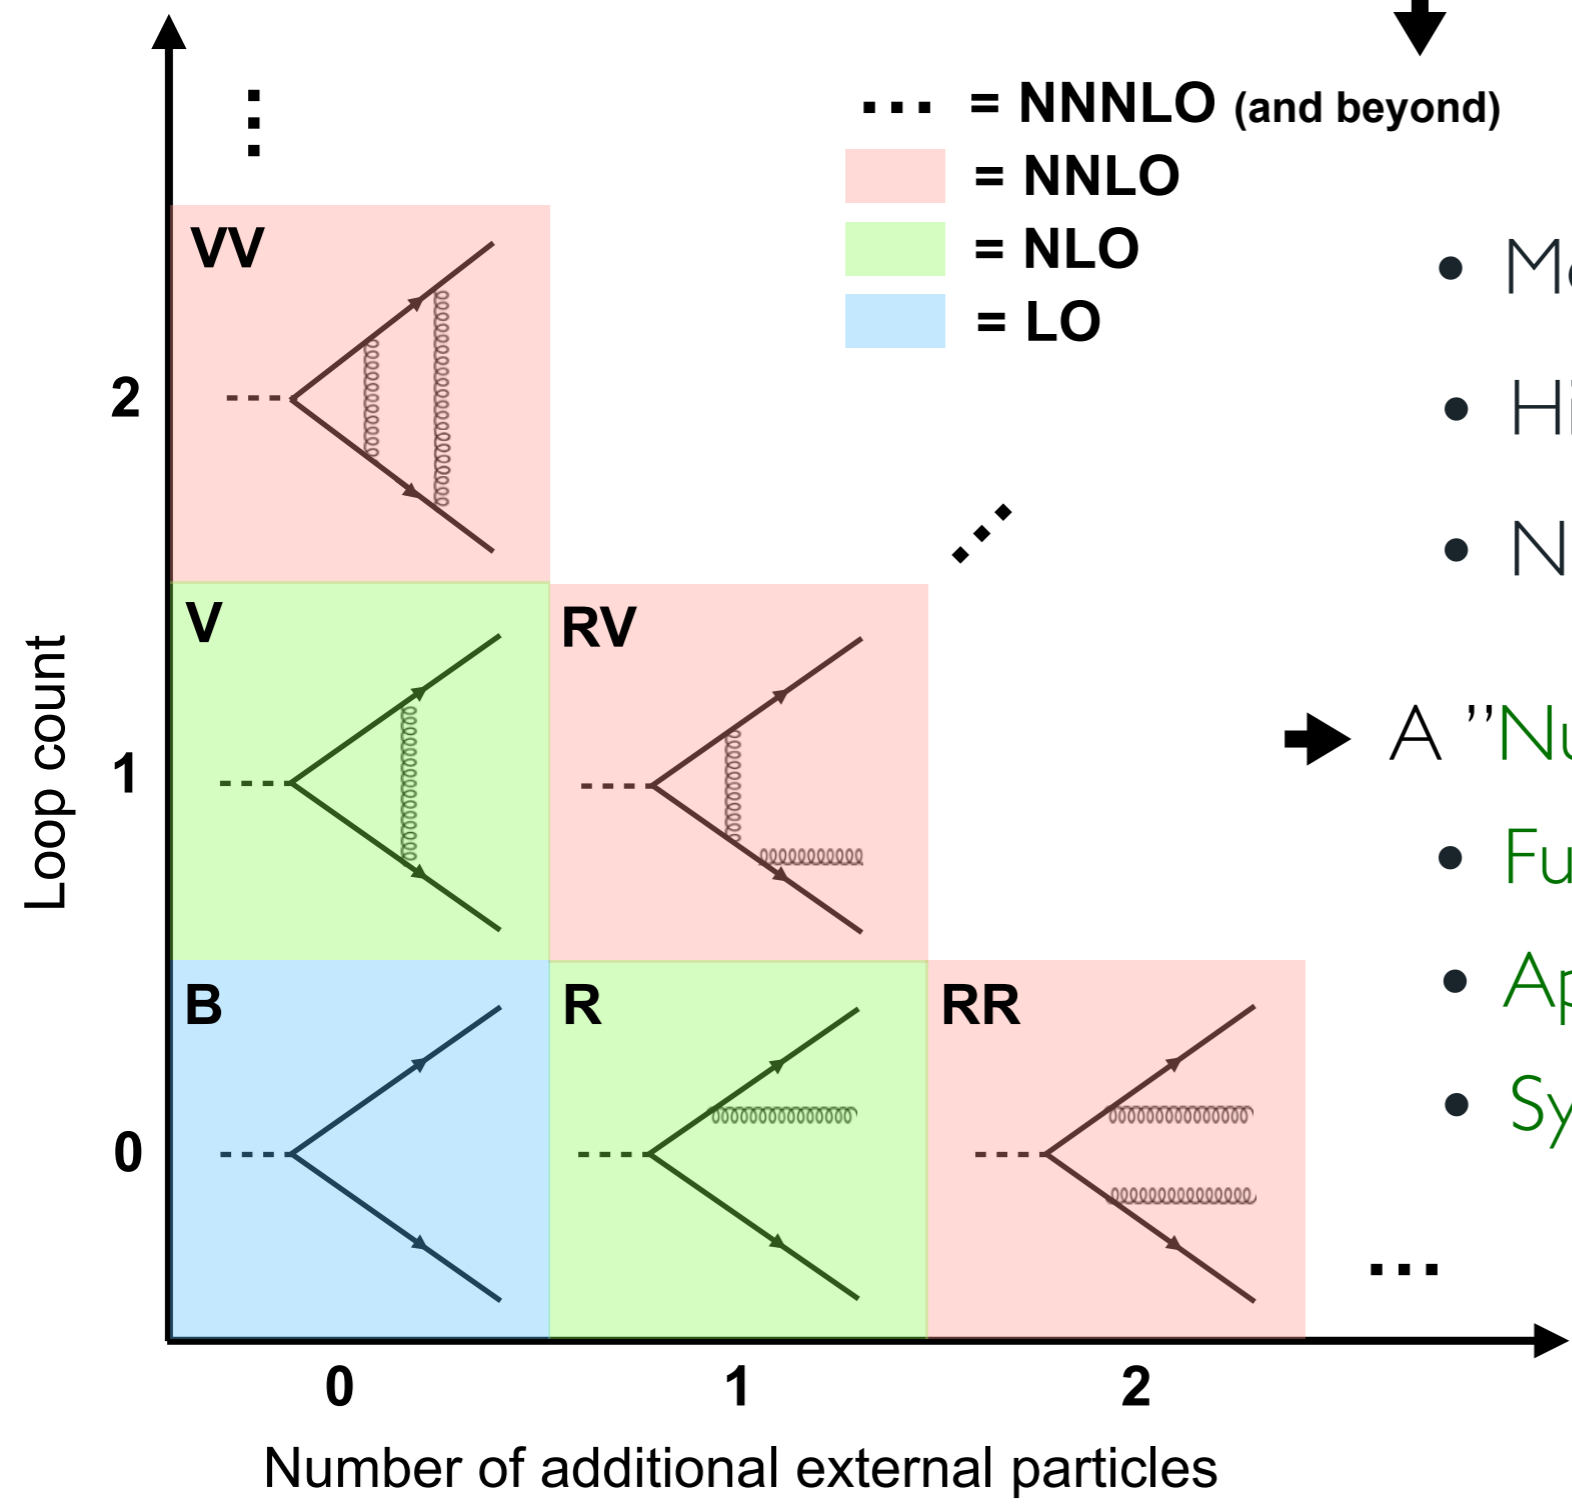 ... = NNNLO (and beyond)
= NNLO
= NLO
= LO
VV
V
RV
B
R
RR
2
1
0
Loop count
0
1
2
Number of additional external particles
...
A "